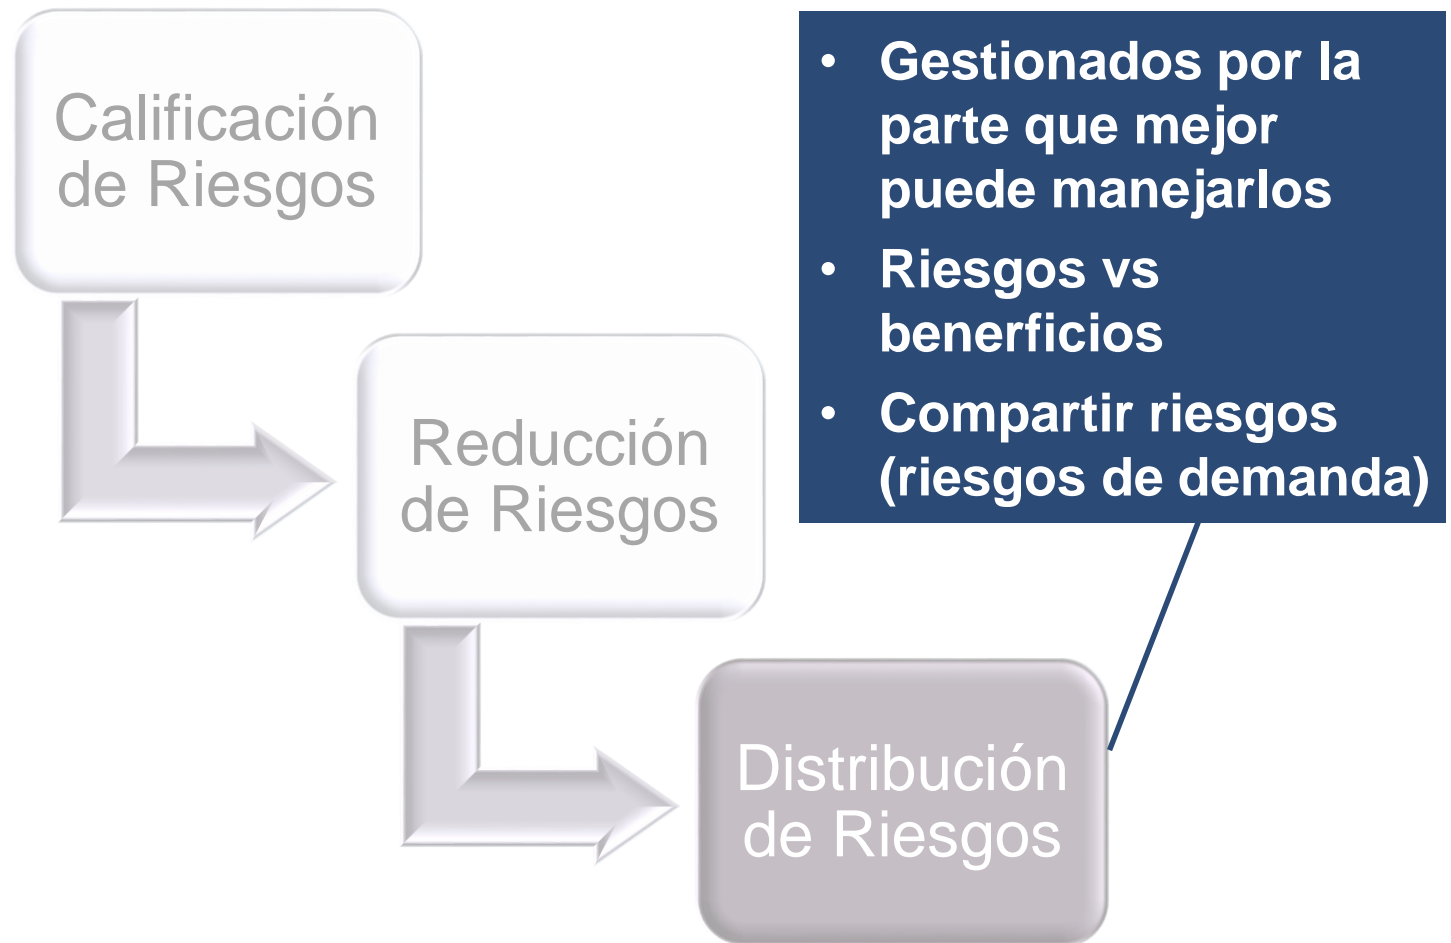 Calificación
de Riesgos
Reducción
de Riesgos
Distribución
de Riesgos
• Gestionados por la
parte que mejor
puede manejarlos
• Riesgos vs
benerficios
• Compartir riesgos
(riesgos de demanda)